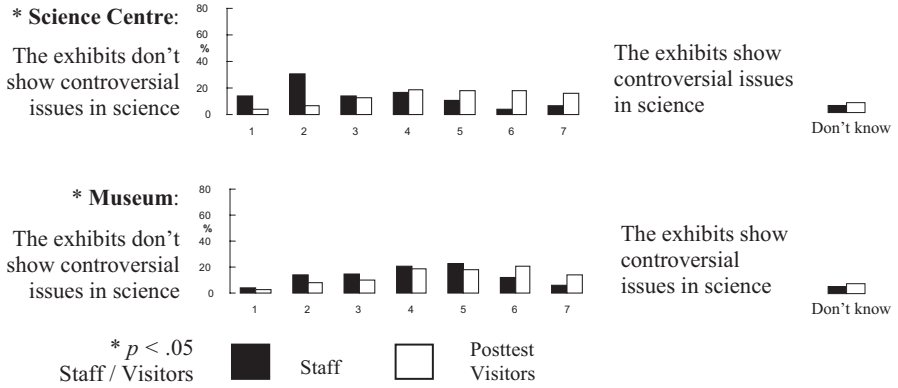 * Science Centre:
The exhibits don't
show controversial
issues in science
80
60
%
40
20
0
1 2 3 4 5 6 7
The exhibits show
controversial issues
in science
Don't know
* Museum:
The exhibits don't
show controversial
issues in science
80
60
%
40
20
0
1 2 3 4 5 6 7
The exhibits show
controversial
issues in science
Don't know
* p < .05
Staff / Visitors
Staff
Posttest
Visitors